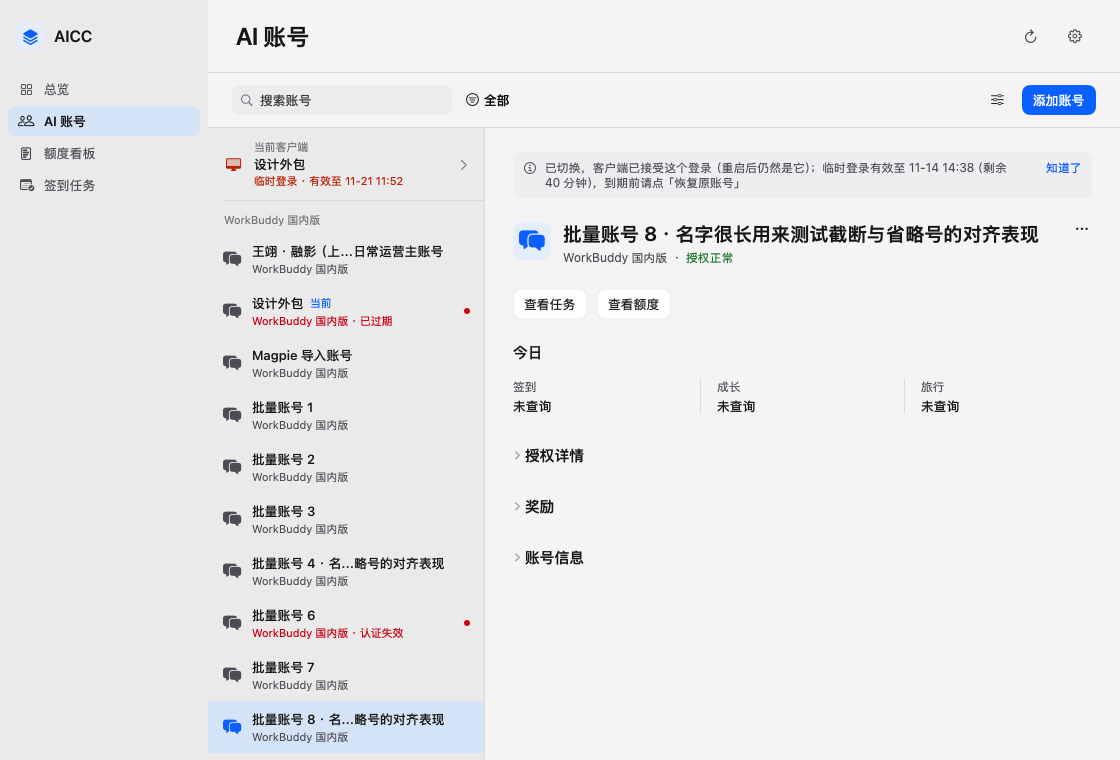 AICC
总览
AI 账号
额度看板
签到任务
AI 账号
搜索账号
全部
添加账号
当前客户端
设计外包
临时登录 · 有效至 11-21 11:52
WorkBuddy 国内版
王翊 · 融影（上…日常运营主账号
WorkBuddy 国内版
设计外包 当前
WorkBuddy 国内版 · 已过期
Magpie 导入账号
WorkBuddy 国内版
批量账号 1
WorkBuddy 国内版
批量账号 2
WorkBuddy 国内版
批量账号 3
WorkBuddy 国内版
批量账号 4 · 名…略号的对齐表现
WorkBuddy 国内版
批量账号 6
WorkBuddy 国内版 · 认证失效
批量账号 7
WorkBuddy 国内版
批量账号 8 · 名…略号的对齐表现
WorkBuddy 国内版
已切换，客户端已接受这个登录（重启后仍然是它）；临时登录有效至 11-14 14:38（剩余
40 分钟），到期前请点「恢复原账号」
知道了
批量账号 8 · 名字很长用来测试截断与省略号的对齐表现
WorkBuddy 国内版 · 授权正常
查看任务
查看额度
今日
签到
未查询
成长
未查询
旅行
未查询
授权详情
奖励
账号信息